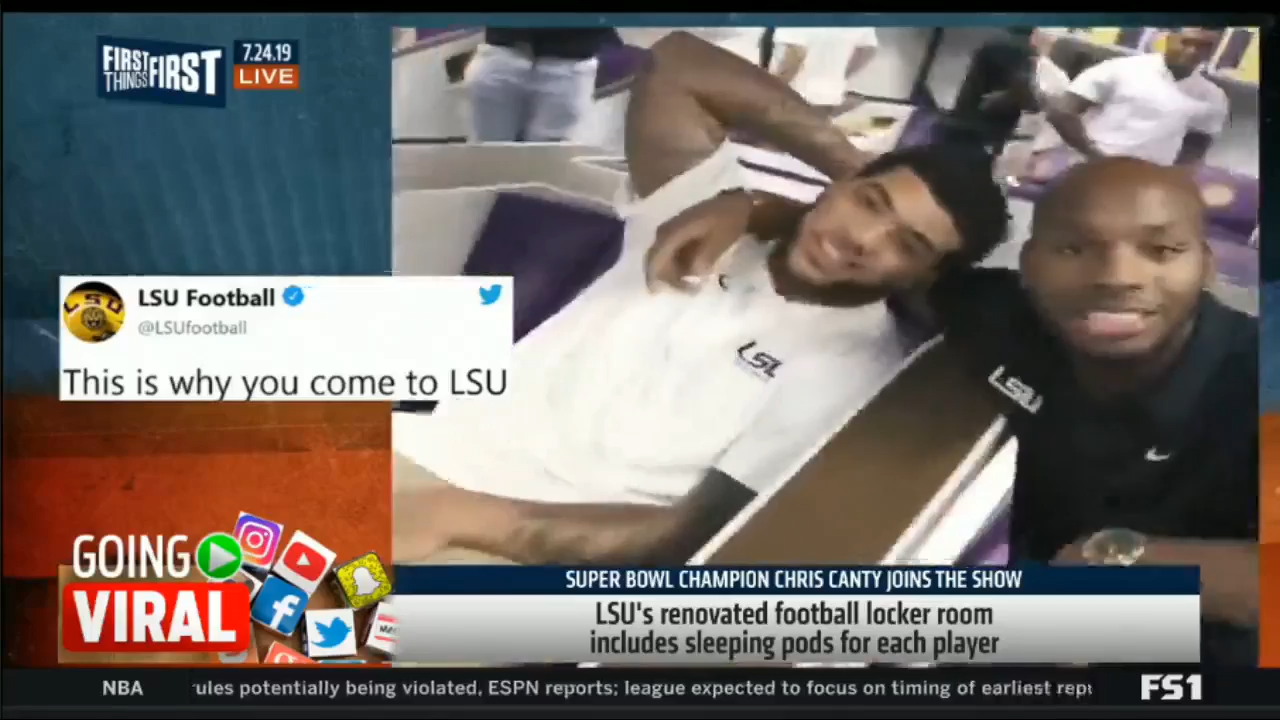 FIRST
THINGS
FIRST
7.24.19
LIVE
LSU
LSU Football
@LSUfootball
This is why you come to LSU
LSU
LSU
GOING
VIRAL
SUPER BOWL CHAMPION CHRIS CANTY JOINS THE SHOW
LSU's renovated football locker room
includes sleeping pods for each player
NBA
ules potentially being violated, ESPN reports; league expected to focus on timing of earliest rep
FS1